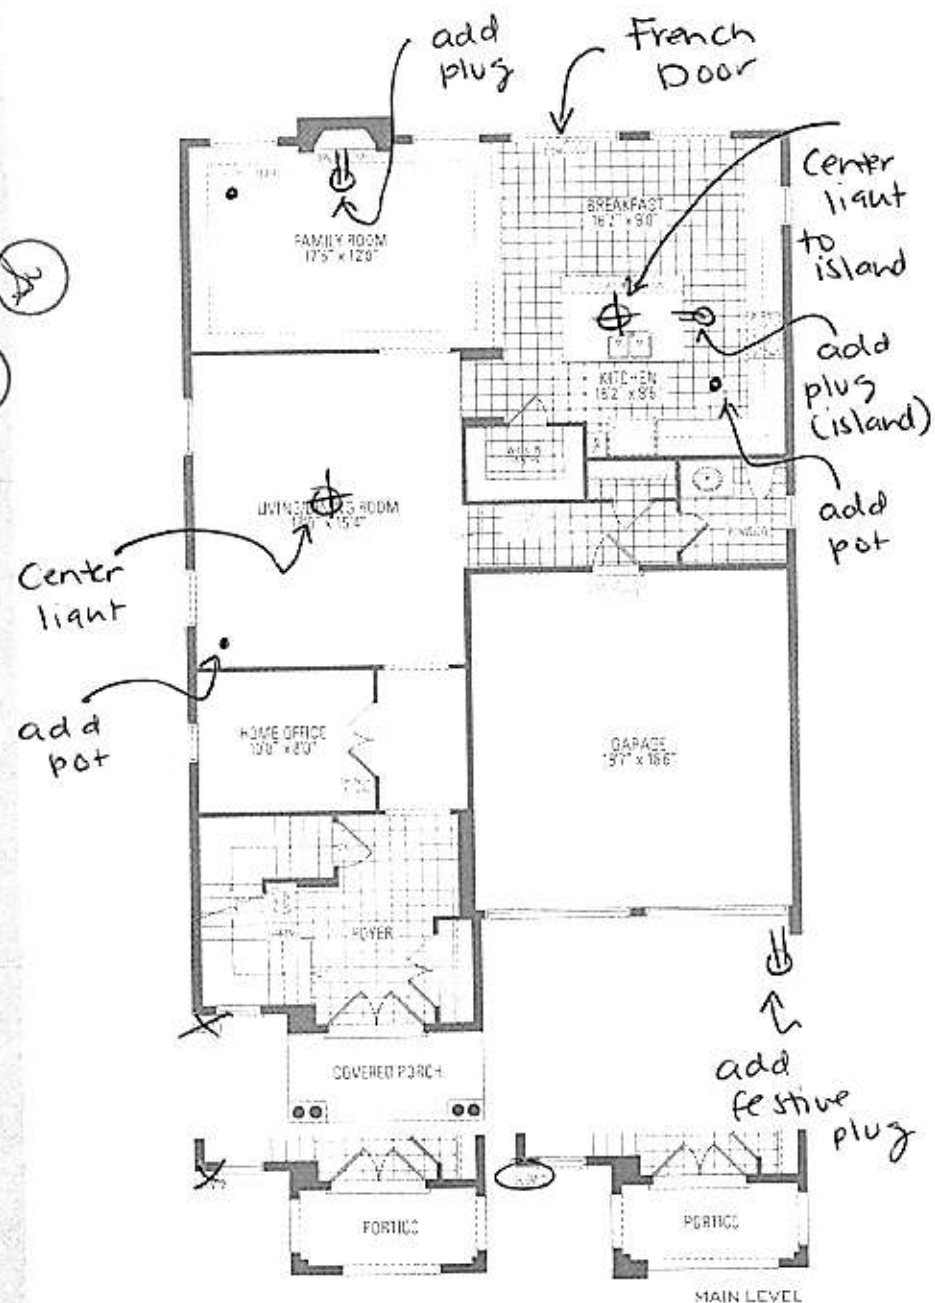 add
plug
French
Door
Center
light
to
island
BREAKFAST
FAMILY ROOM
17'6" x 12'0"
add
plug
(island)
KITCHEN
add
pot
LIVING/DINING ROOM
Center
light
add
pot
HOME OFFICE
10'0" x 8'0"
GARAGE
FOYER
COVERED PORCH
add
festive
plug
PORTICO
PORTICO
MAIN LEVEL